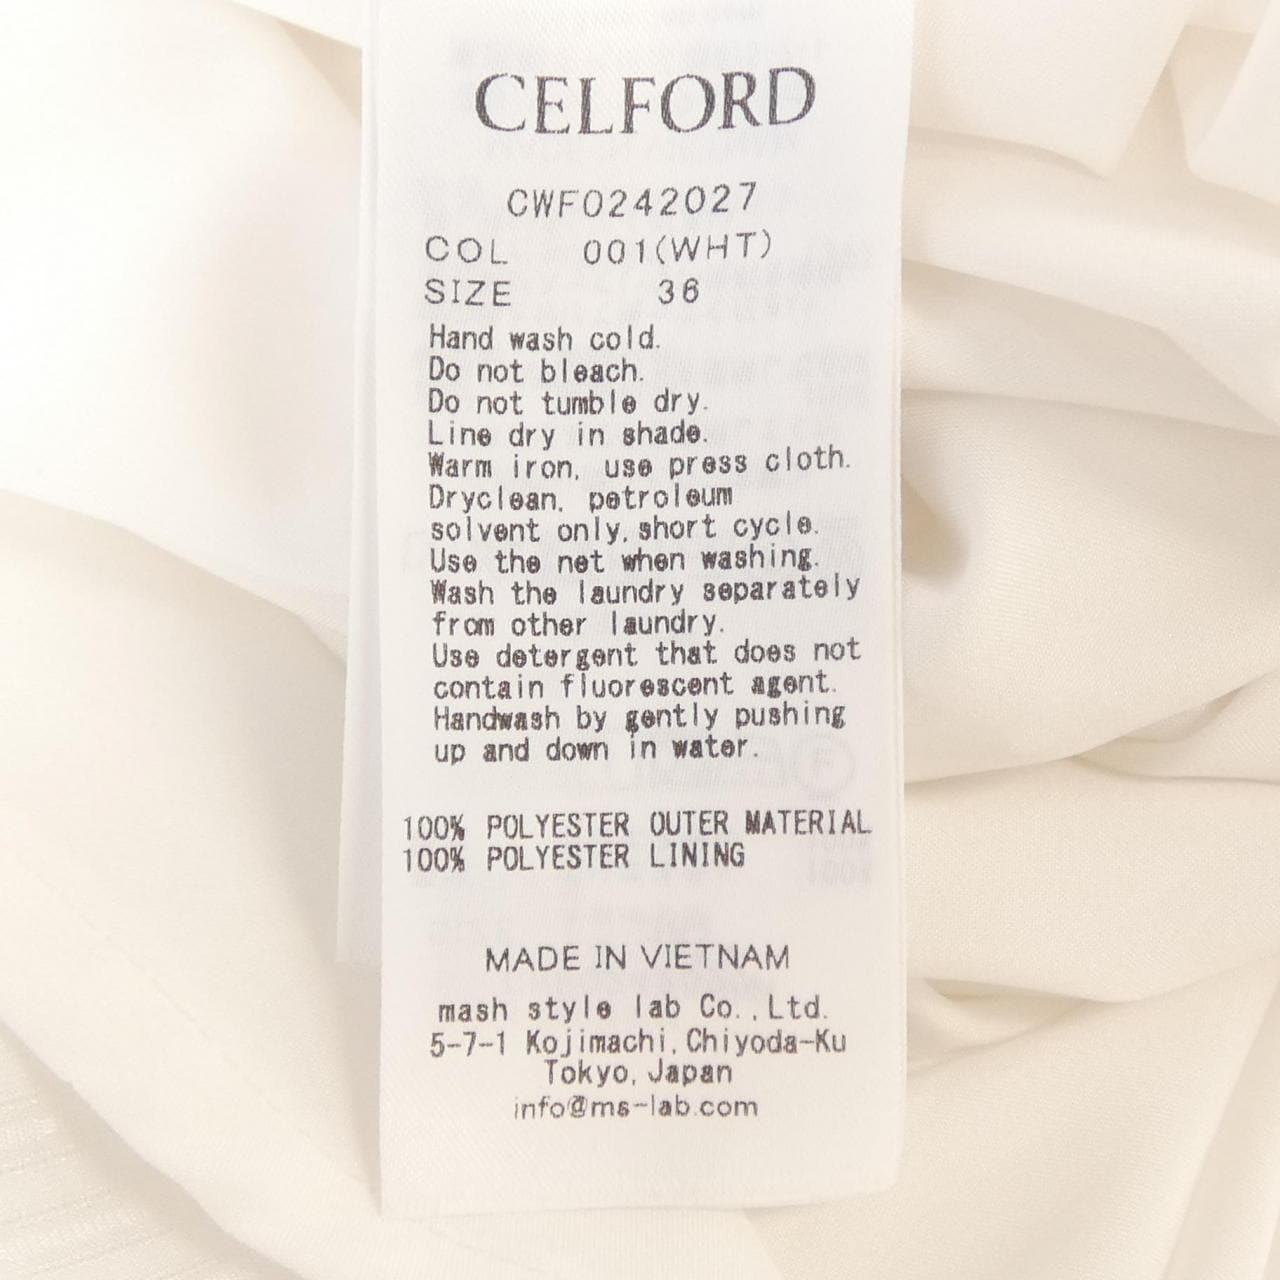 CELFORD
CWFO242027
COL 001(WHT)
SIZE 36
Hand wash cold.
Do not bleach.
Do not tumble dry.
Line dry in shade.
Warm iron, use press cloth.
Dryclean, petroleum
solvent only, short cycle.
Use the net when washing.
Wash the laundry separately
from other laundry.
Use detergent that does not
contain fluorescent agent.
Handwash by gently pushing
up and down in water.
100% POLYESTER OUTER MATERIAL
100% POLYESTER LINING
MADE IN VIETNAM
mash style lab Co.,Ltd.
5-7-1 Kojimachi,Chiyoda-Ku
Tokyo,Japan
info@ms-lab.com